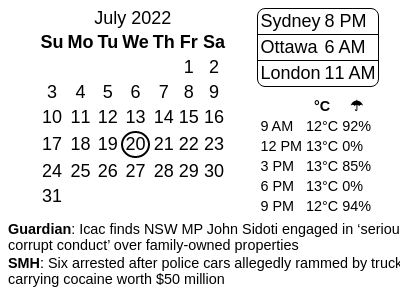 July 2022
Su Mo Tu We Th Fr Sa
1 2
3 4 5 6 7 8 9
10 11 12 13 14 15 16
17 18 19 20 21 22 23
24 25 26 27 28 29 30
31
Sydney 8 PM
Ottawa 6 AM
London 11 AM
°C ☂
9 AM 12°C 92%
12 PM 13°C 0%
3 PM 13°C 85%
6 PM 13°C 0%
9 PM 12°C 94%
Guardian: Icac finds NSW MP John Sidoti engaged in ‘seriou
corrupt conduct’ over family-owned properties
SMH: Six arrested after police cars allegedly rammed by truck
carrying cocaine worth $50 million